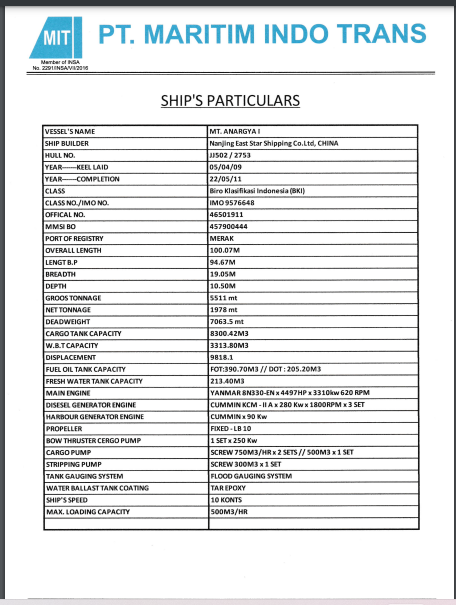 MIT
PT. MARITIM INDO TRANS
Member of INSA
No. 2291/INSA/VI/2016
SHIP'S PARTICULARS
VESSEL'S NAME MT. ANARGYA I
SHIP BUILDER Nanjing East Star Shipping Co.Ltd, CHINA
HULL NO. JJ502 / 2753
YEAR------KEEL LAID 05/04/09
YEAR------COMPLETION 22/05/11
CLASS Biro Klasifikasi Indonesia (BKI)
CLASS NO./IMO NO. IMO 9576648
OFFICAL NO. 46501911
MMSI BO 457900444
PORT OF REGISTRY MERAK
OVERALL LENGTH 100.07M
LENGT B.P 94.67M
BREADTH 19.05M
DEPTH 10.50M
GROOS TONNAGE 5511 mt
NET TONNAGE 1978 mt
DEADWEIGHT 7063.5 mt
CARGO TANK CAPACITY 8300.42M3
W.B.T CAPACITY 3313.80M3
DISPLACEMENT 9818.1
FUEL OIL TANK CAPACITY FOT:390.70M3 // DOT : 205.20M3
FRESH WATER TANK CAPACITY 213.40M3
MAIN ENGINE YANMAR 8N330-EN x 4497HP x 3310kw 620 RPM
DISESEL GENERATOR ENGINE CUMMIN KCM - II A x 280 Kw x 1800RPM x 3 SET
HARBOUR GENERATOR ENGINE CUMMIN x 90 Kw
PROPELLER FIXED - LB 10
BOW THRUSTER CERGO PUMP 1 SET x 250 Kw
CARGO PUMP SCREW 750M3/HR x 2 SETS // 500M3 x 1 SET
STRIPPING PUMP SCREW 300M3 x 1 SET
TANK GAUGING SYSTEM FLOOD GAUGING SYSTEM
WATER BALLAST TANK COATING TAR EPOXY
SHIP'S SPEED 10 KONTS
MAX. LOADING CAPACITY 500M3/HR